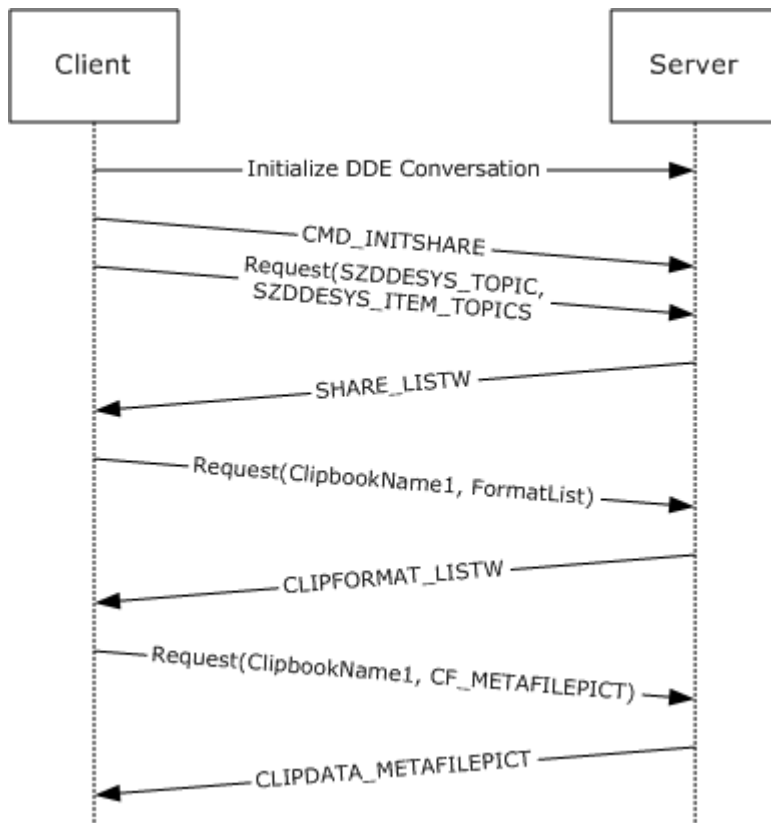 Client
Server
Initialize DDE Conversation
CMD_INITSHARE
Request(SZDDESYS_TOPIC,
SZDDESYS_ITEM_TOPICS
SHARE_LISTW
Request(ClipbookName1, FormatList)
CLIPFORMAT_LISTW
Request(ClipbookName1, CF_METAFILEPICT)
CLIPDATA_METAFILEPICT